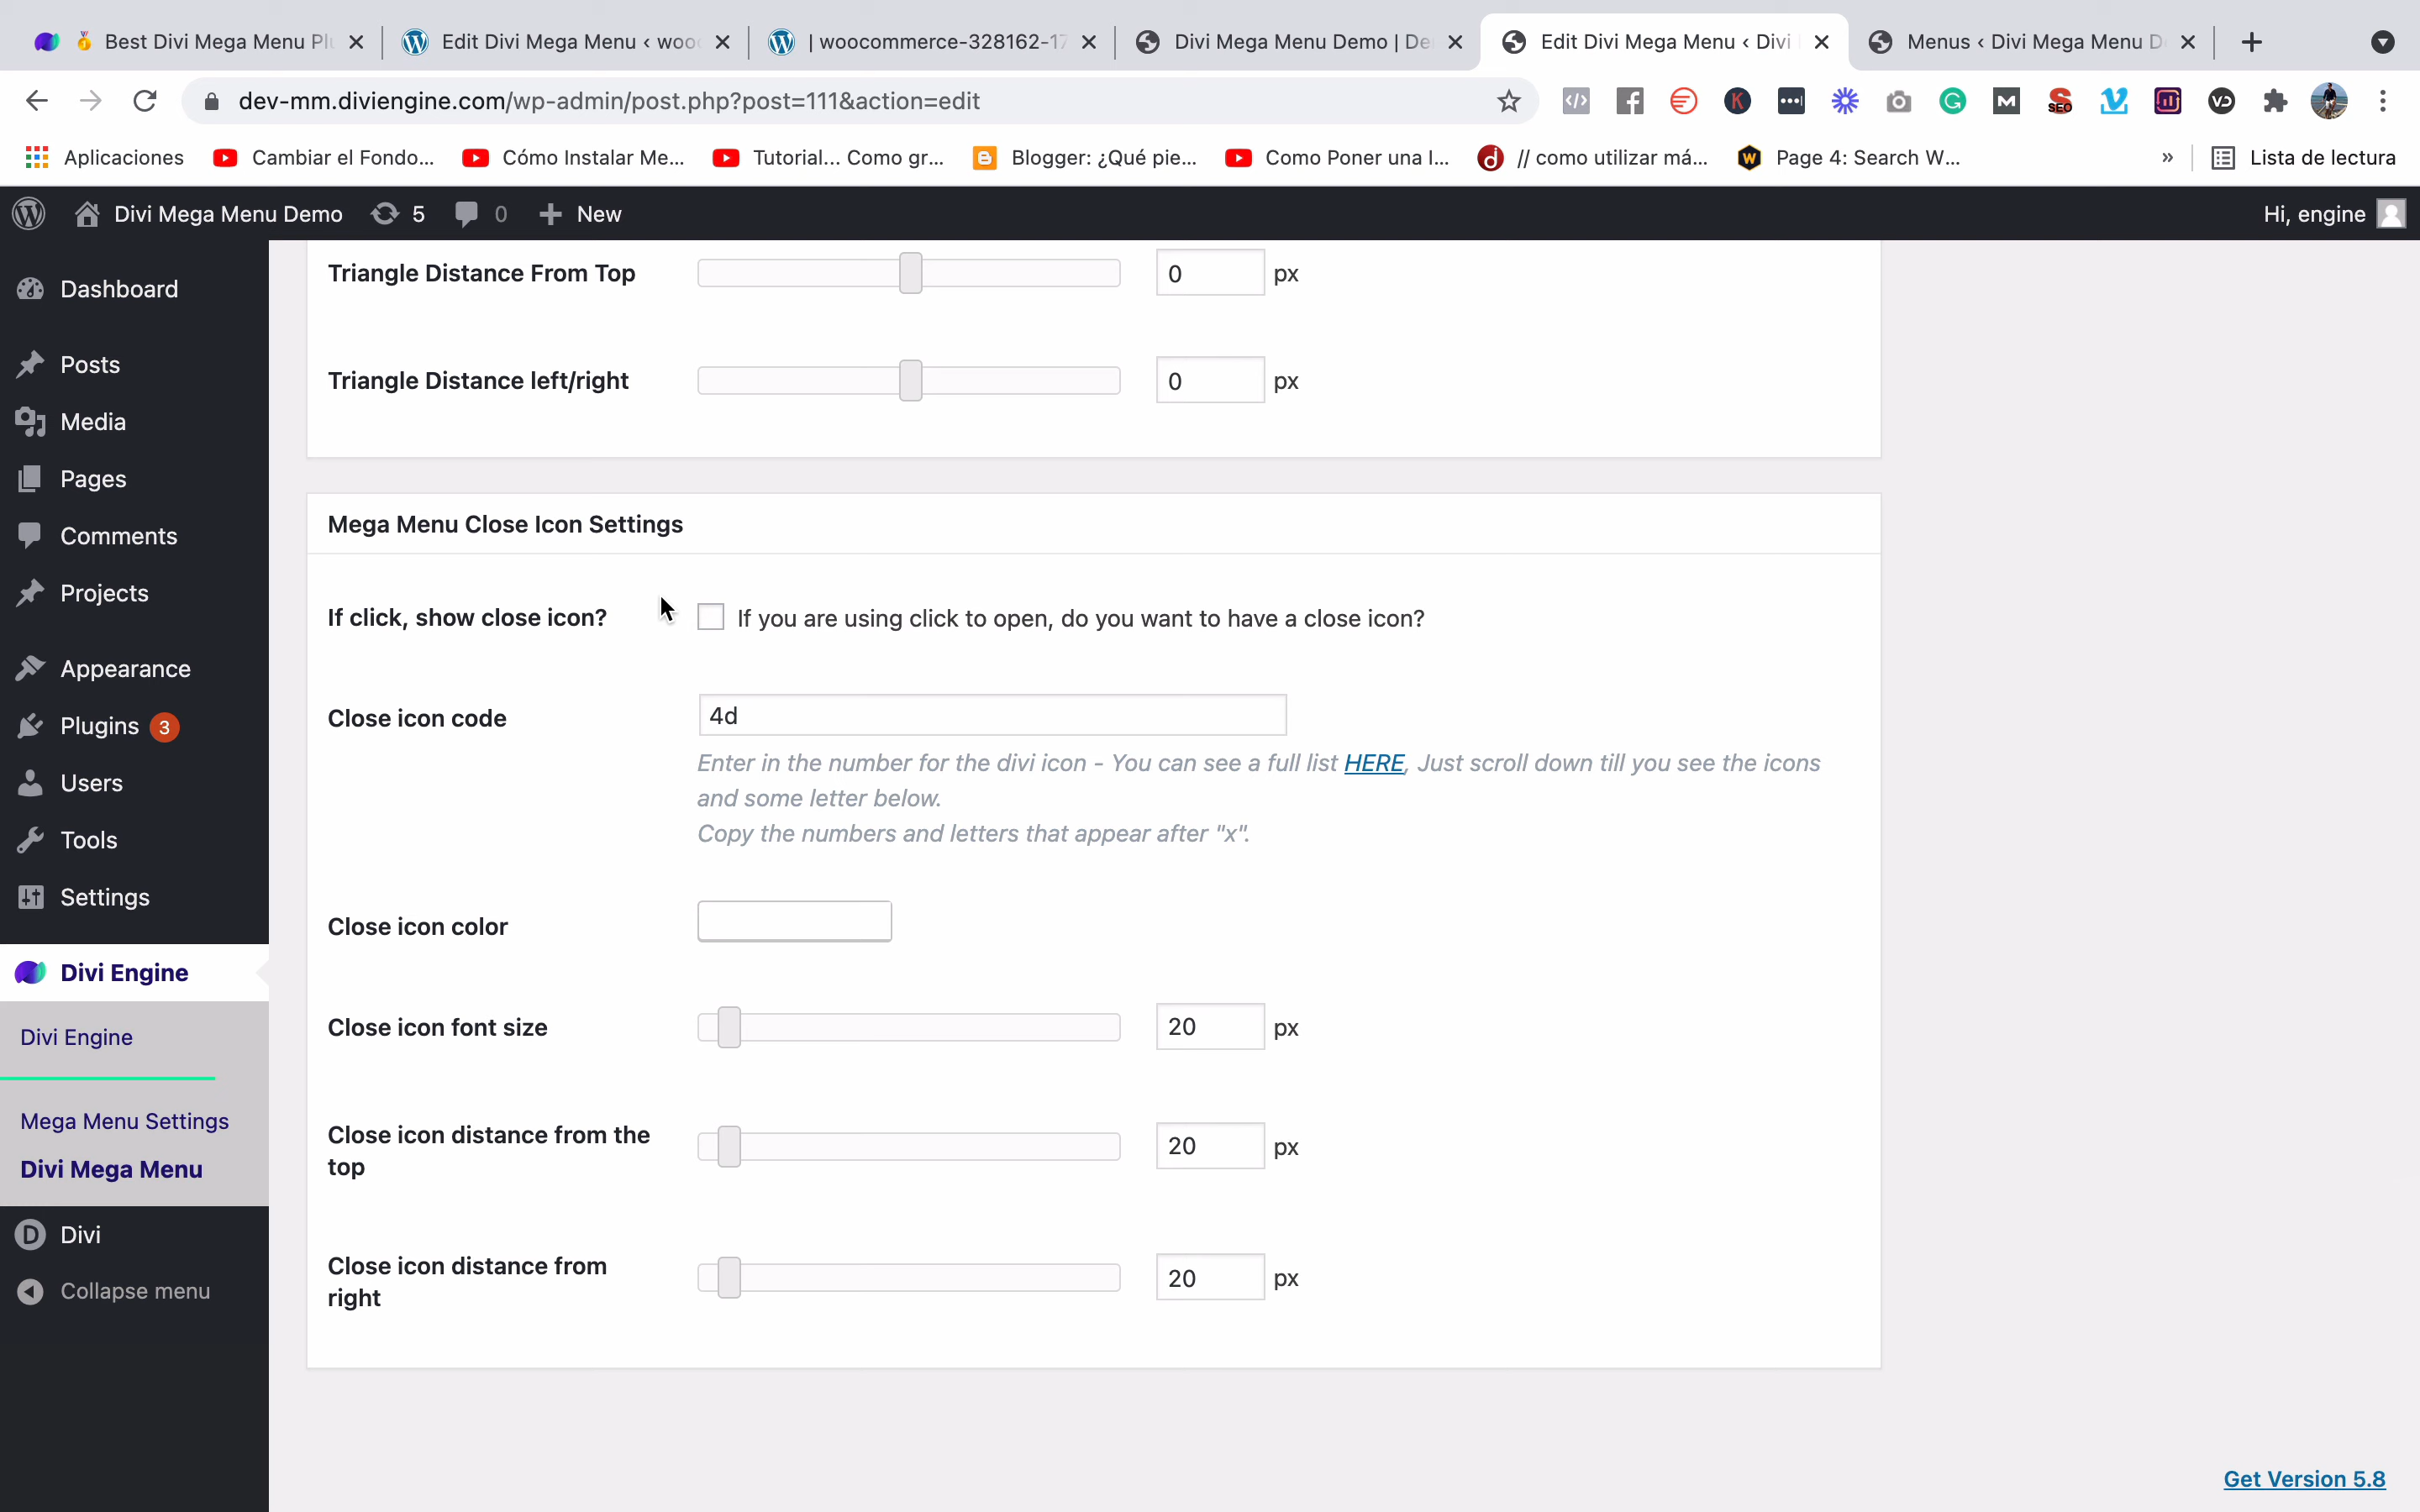 Best Divi Mega Menu Pl
Edit Divi Mega Menu ‹ woo
| woocommerce-328162-17
Divi Mega Menu Demo | De
Edit Divi Mega Menu ‹ Divi
Menus ‹ Divi Mega Menu D
dev-mm.diviengine.com/wp-admin/post.php?post=111&action=edit
Aplicaciones
Cambiar el Fondo...
Cómo Instalar Me...
Tutorial... Como gr...
Blogger: ¿Qué pie...
Como Poner una I...
// como utilizar má...
Page 4: Search W...
»
Lista de lectura
Divi Mega Menu Demo
5
0
New
Hi, engine
Dashboard
Posts
Media
Pages
Comments
Projects
Appearance
Plugins 3
Users
Tools
Settings
Divi Engine
Divi Engine
Mega Menu Settings
Divi Mega Menu
Divi
Collapse menu
Triangle Distance From Top
0 px
Triangle Distance left/right
0 px
Mega Menu Close Icon Settings
If click, show close icon?
If you are using click to open, do you want to have a close icon?
Close icon code
4d
Enter in the number for the divi icon - You can see a full list HERE, Just scroll down till you see the icons
and some letter below.
Copy the numbers and letters that appear after "x".
Close icon color
Close icon font size
20 px
Close icon distance from the
top
20 px
Close icon distance from
right
20 px
Get Version 5.8